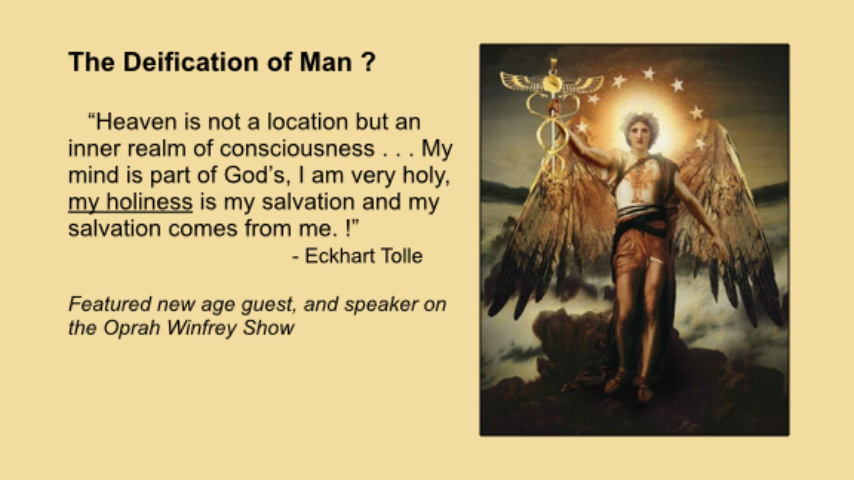 The Deification of Man ?
“Heaven is not a location but an
inner realm of consciousness . . . My
mind is part of God’s, I am very holy,
my holiness is my salvation and my
salvation comes from me. !”
- Eckhart Tolle
Featured new age guest, and speaker on
the Oprah Winfrey Show